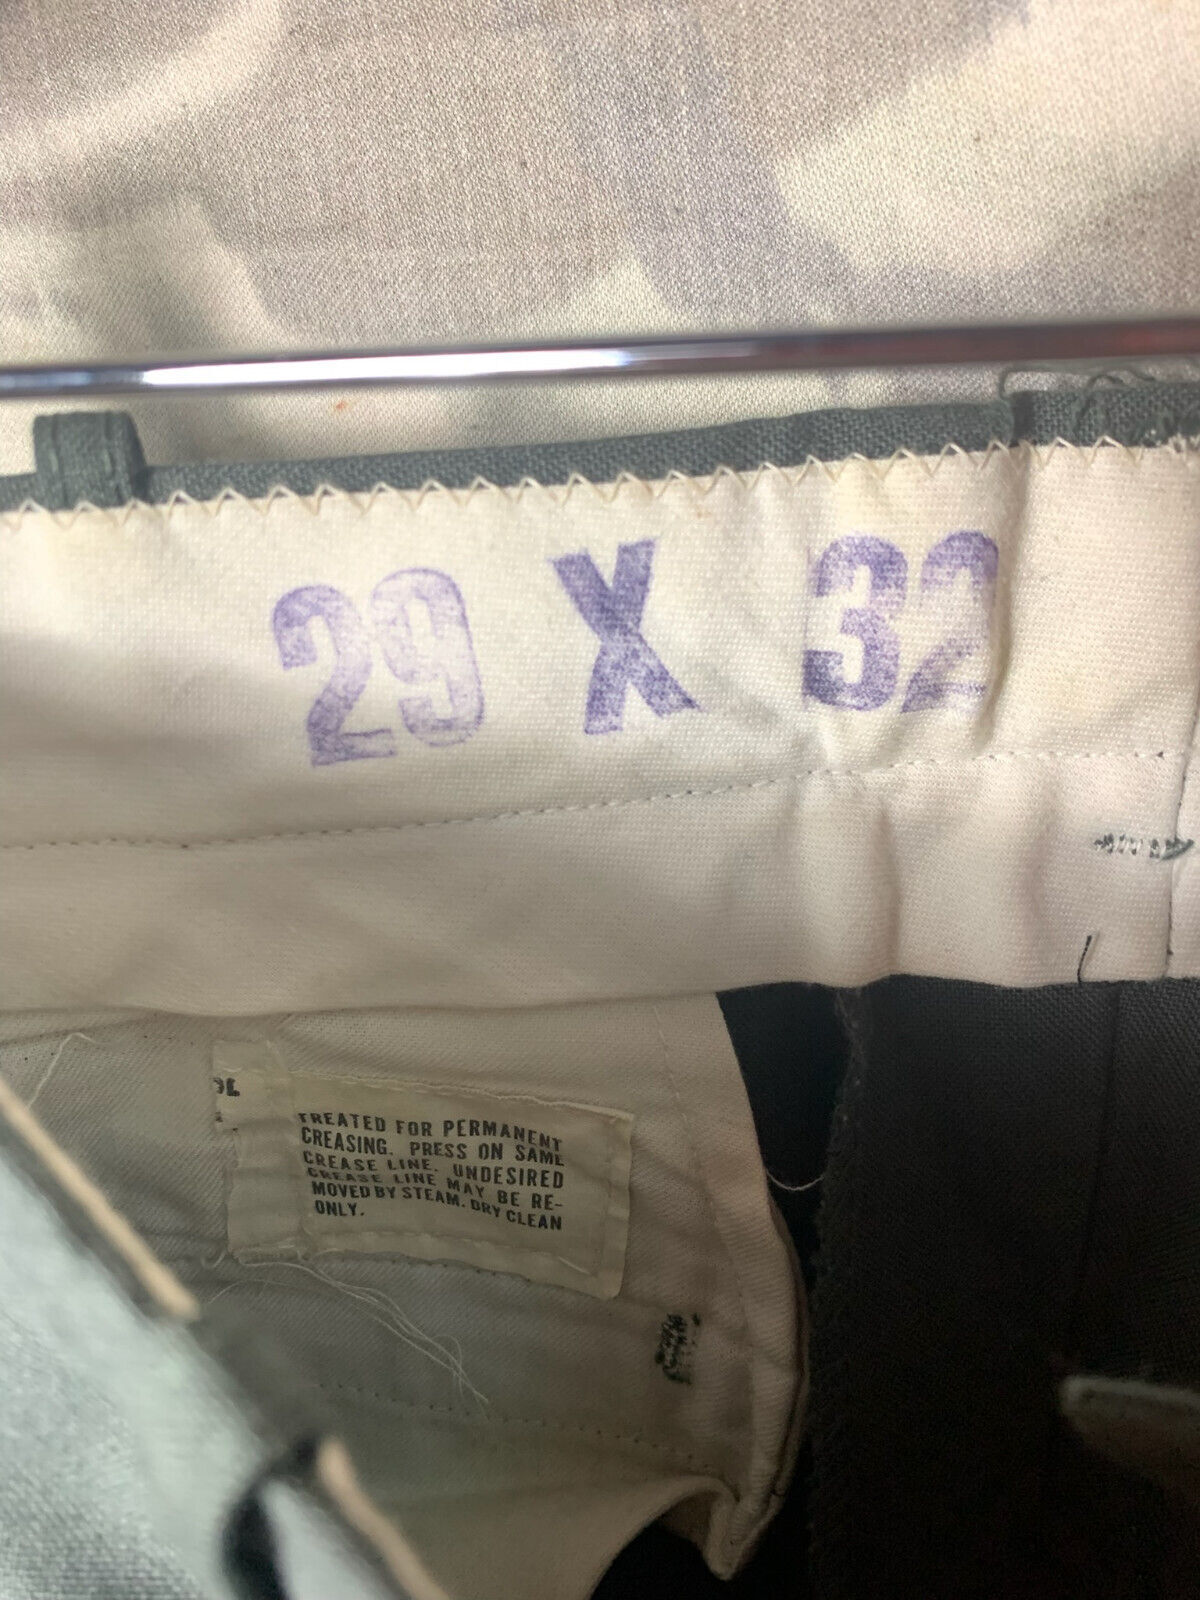 29 X 32
TREATED FOR PERMANENT
CREASING. PRESS ON SAME
CREASE LINE. UNDESIRED
CREASE LINE MAY BE RE-
MOVED BY STEAM. DRY CLEAN
ONLY.